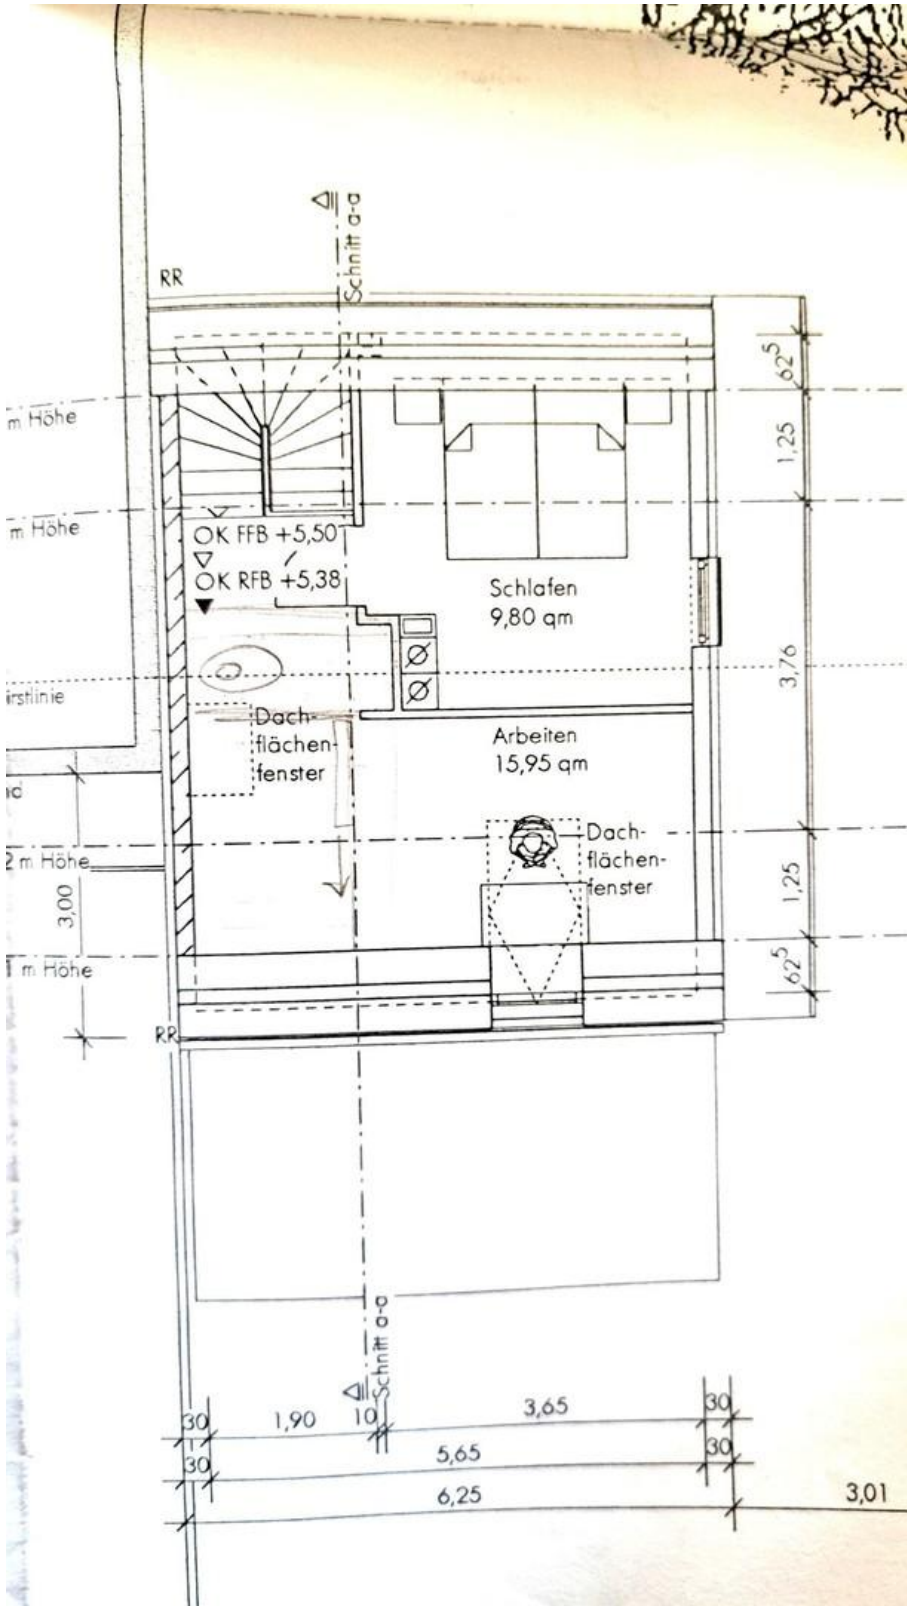 Schnitt a-a
RR
62⁵
m Höhe
1,25
m Höhe
OK FFB +5,50
OK RFB +5,38
Schlafen
9,80 qm
3,76
Dach-
flächen-
fenster
Arbeiten
15,95 qm
Dach-
flächen-
fenster
2 m Höhe
1,25
3,00
m Höhe
62⁵
RR
Schnitt a-a
30
1,90
10
3,65
30
30
5,65
30
6,25
3,01